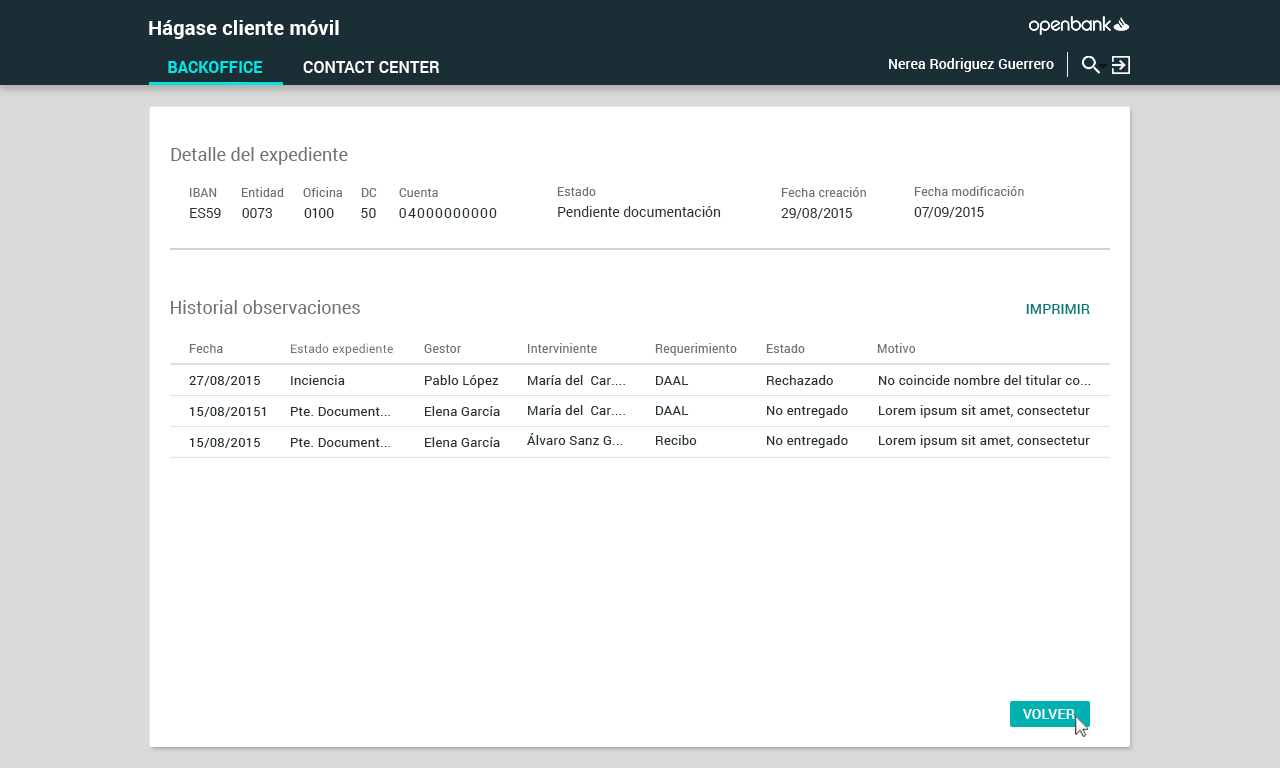 Hágase cliente móvil
openbank
BACKOFFICE CONTACT CENTER
Nerea Rodriguez Guerrero
Detalle del expediente
IBAN Entidad Oficina DC Cuenta Estado Fecha creación Fecha modificación
ES59 0073 0100 50 04000000000 Pendiente documentación 29/08/2015 07/09/2015
Historial observaciones
IMPRIMIR
Fecha Estado expediente Gestor Interviniente Requerimiento Estado Motivo
27/08/2015 Inciencia Pablo López María del Car.... DAAL Rechazado No coincide nombre del titular co...
15/08/20151 Pte. Document... Elena García María del Car.... DAAL No entregado Lorem ipsum sit amet, consectetur
15/08/2015 Pte. Document... Elena García Álvaro Sanz G... Recibo No entregado Lorem ipsum sit amet, consectetur
VOLVER